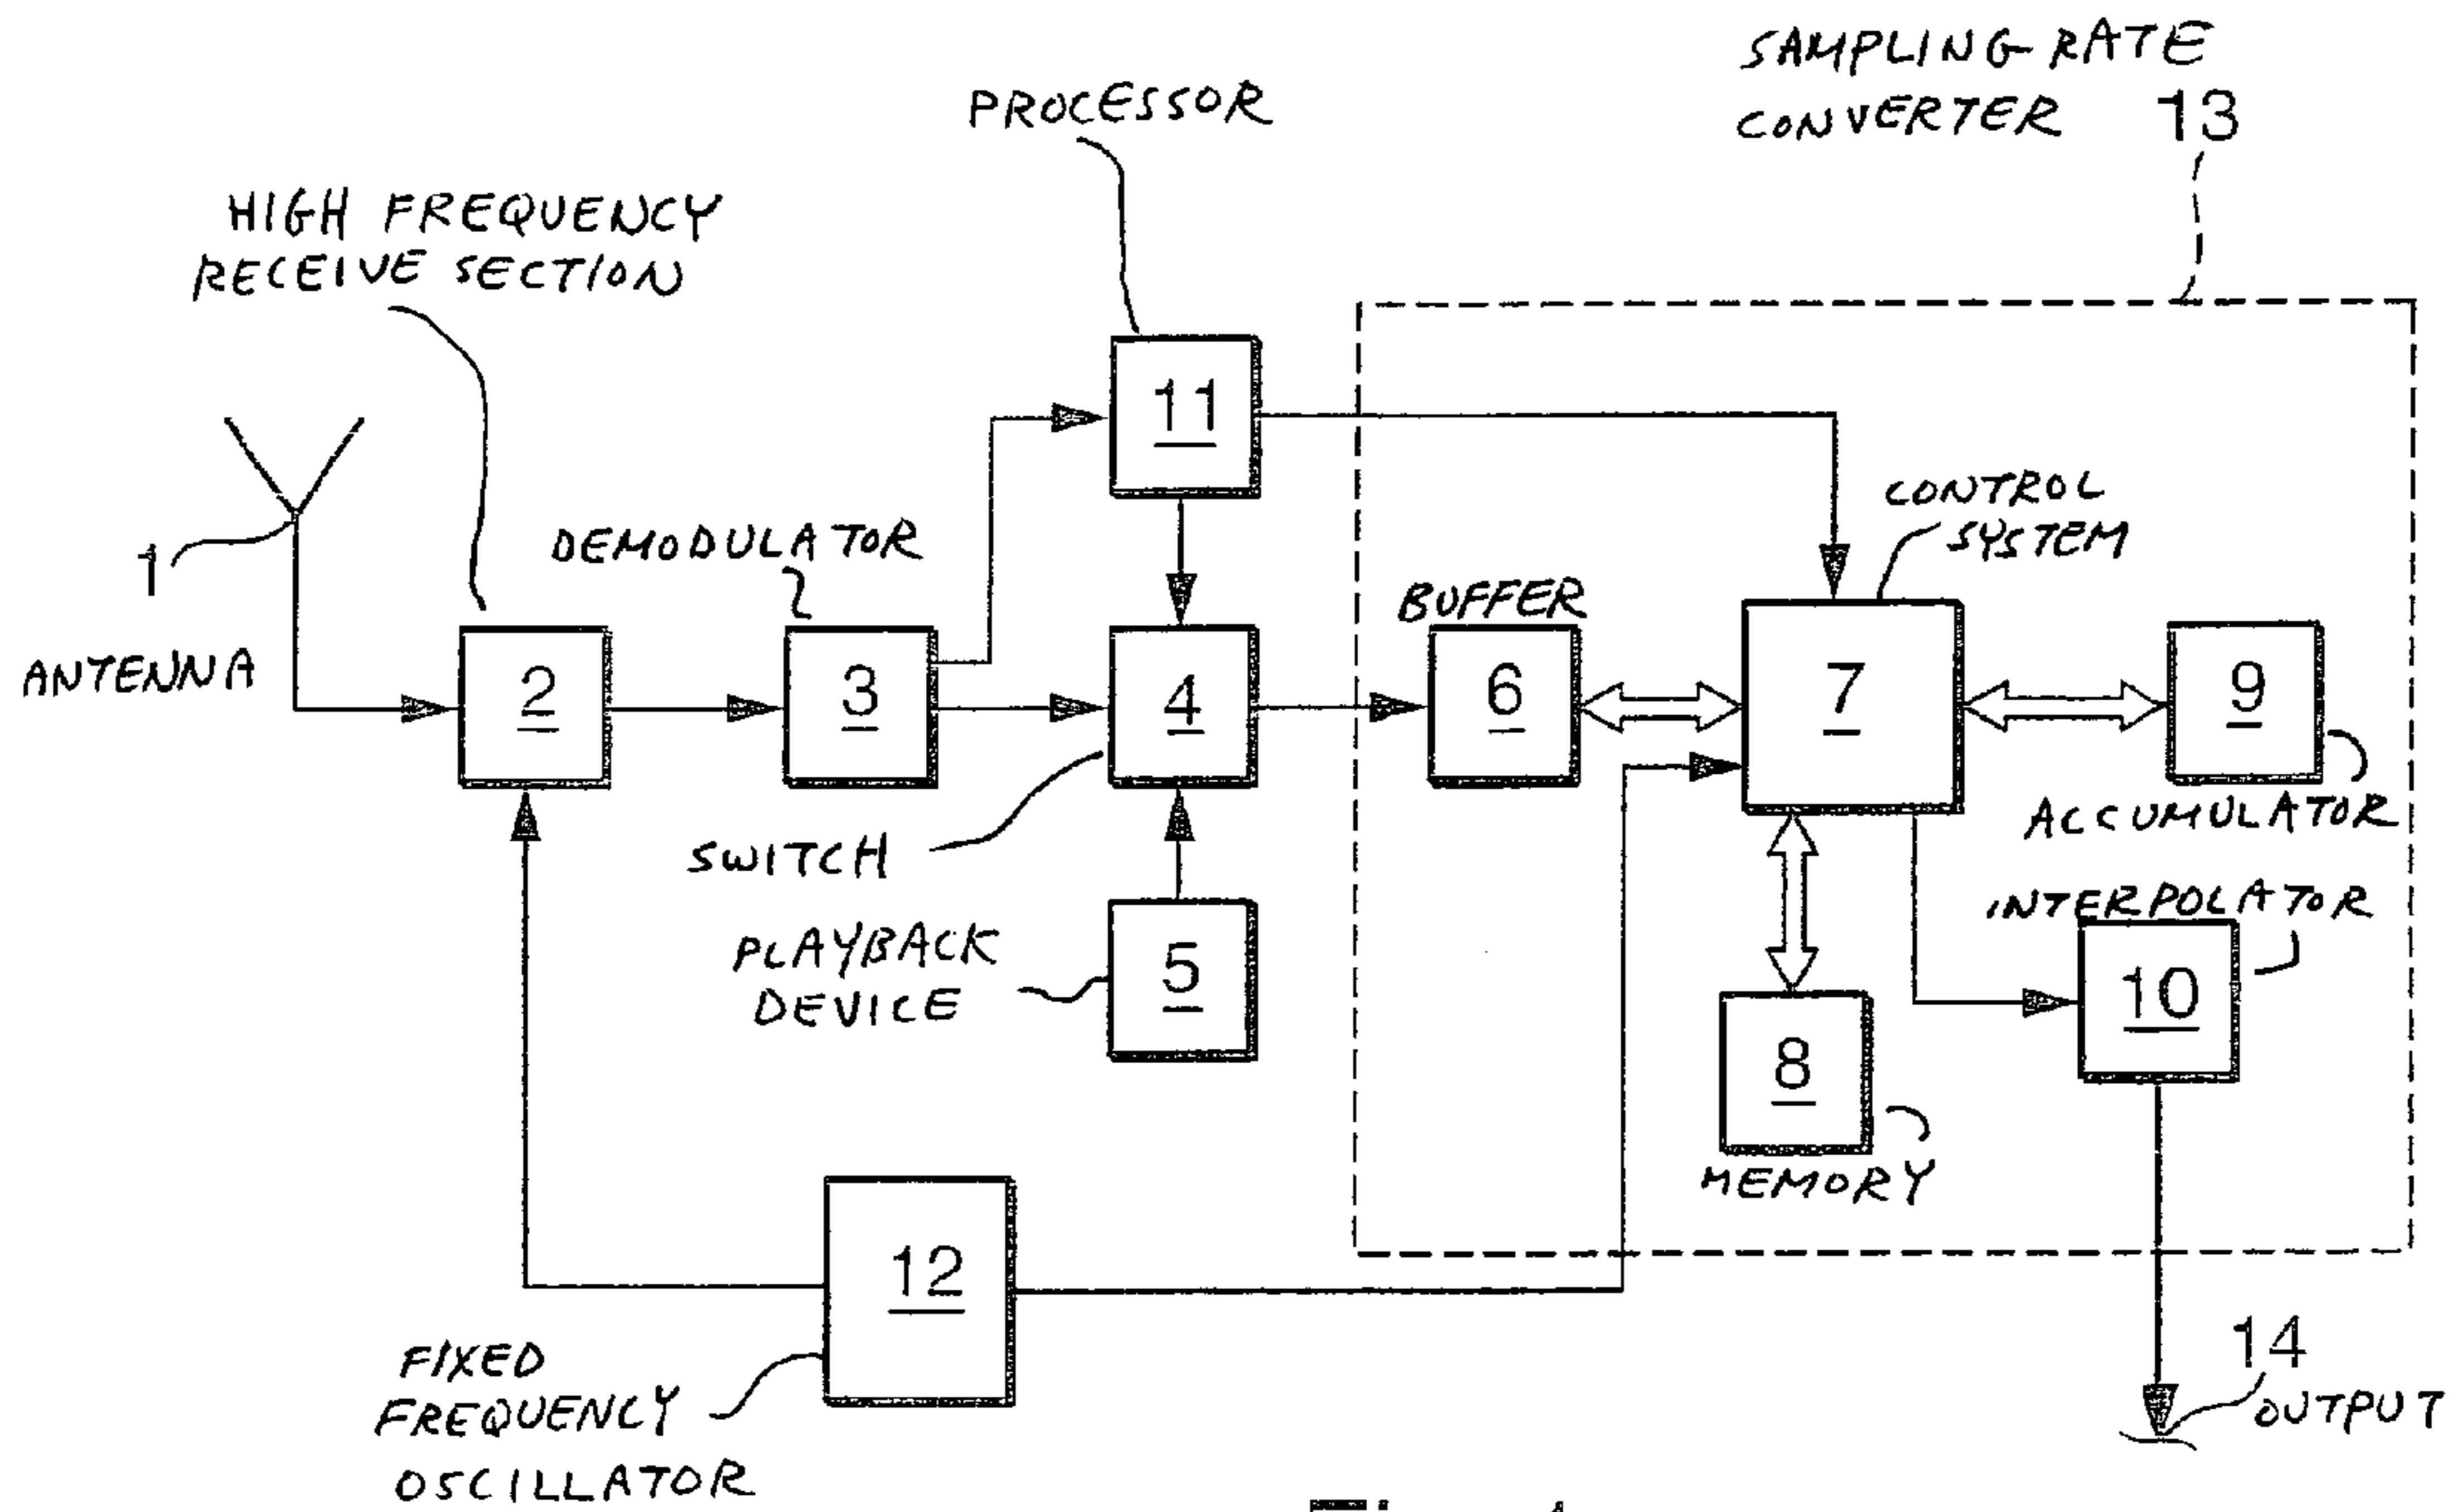 SAMPLING RATE
CONVERTER 13
PROCESSOR
HIGH FREQUENCY
RECEIVE SECTION
11
CONTROL
SYSTEM
1
DEMODULATOR
BUFFER
ANTENNA
2
3
4
6
7
9
SWITCH
ACCUMULATOR
PLAYBACK
DEVICE
5
INTERPOLATOR
10
8
MEMORY
12
14
OUTPUT
FIXED
FREQUENCY
OSCILLATOR